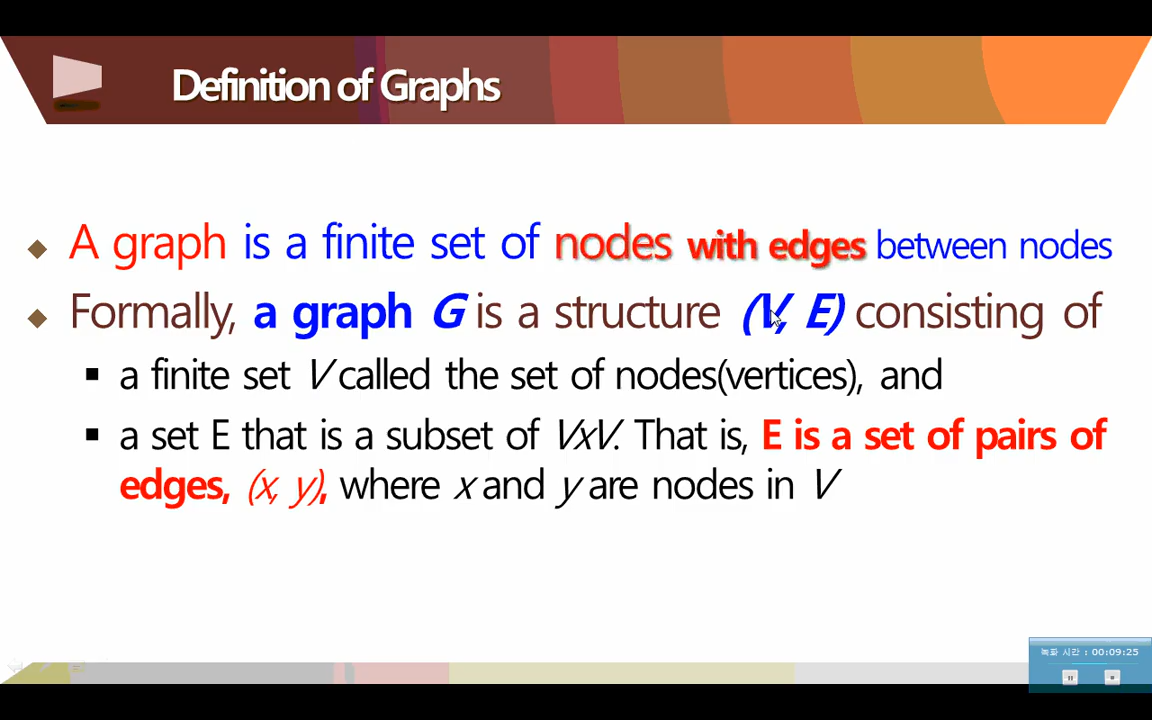 Definition of Graphs
A graph is a finite set of nodes with edges between nodes
Formally, a graph G is a structure (V, E) consisting of
a finite set V called the set of nodes(vertices), and
a set E that is a subset of VxV. That is, E is a set of pairs of
edges, (x, y), where x and y are nodes in V
녹화 시간 : 00:09:25